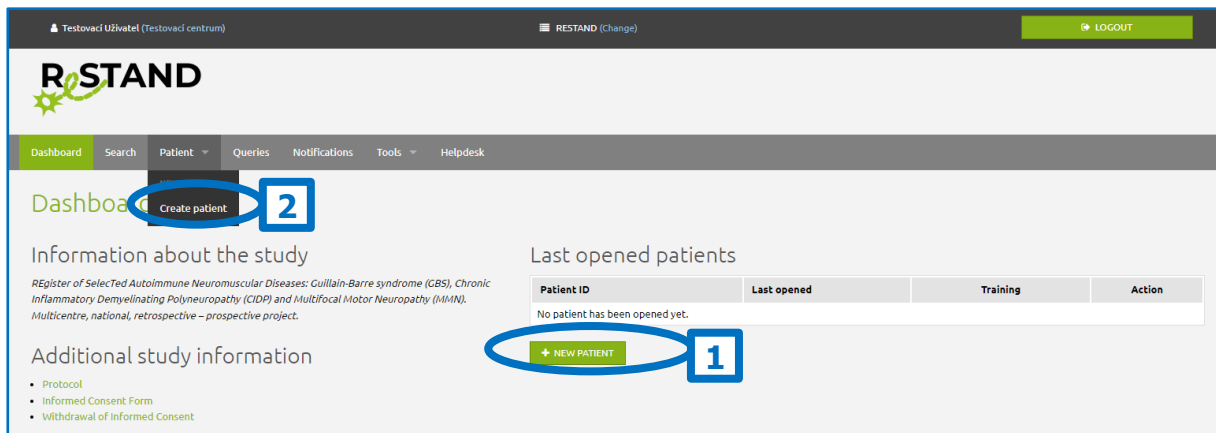 Testovací Uživatel (Testovací centrum)
RESTAND (Change)
LOGOUT
ReSTAND
Dashboard Search Patient Queries Notifications Tools Helpdesk
Create patient
2
Information about the study
REgister of SelecTed Autoimmune Neuromuscular Diseases: Guillain-Barre syndrome (GBS), Chronic
Inflammatory Demyelinating Polyneuropathy (CIDP) and Multifocal Motor Neuropathy (MMN).
Multicentre, national, retrospective – prospective project.
Additional study information
• Protocol
• Informed Consent Form
• Withdrawal of Informed Consent
Last opened patients
Patient ID Last opened Training Action
No patient has been opened yet.
+ NEW PATIENT
1